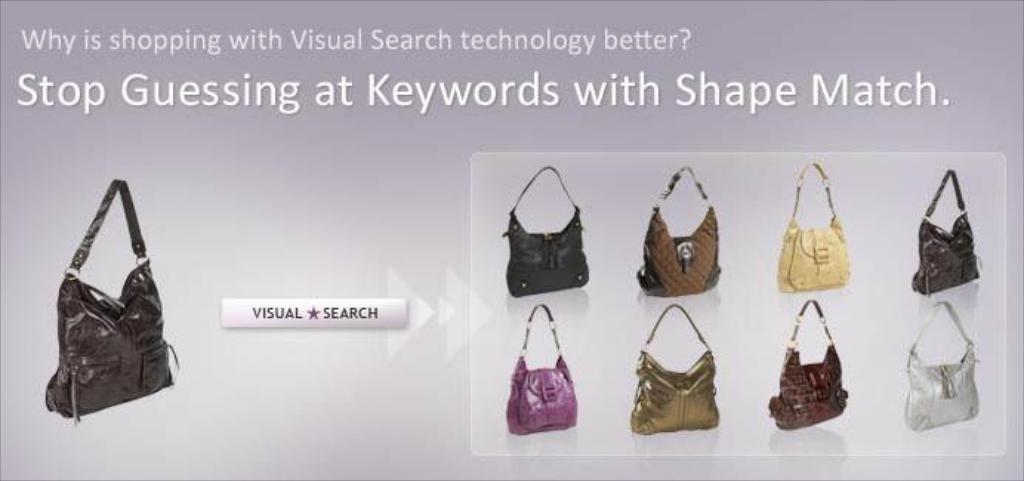 Why is shopping with Visual Search technology better?
Stop Guessing at Keywords with Shape Match.
VISUAL ★ SEARCH